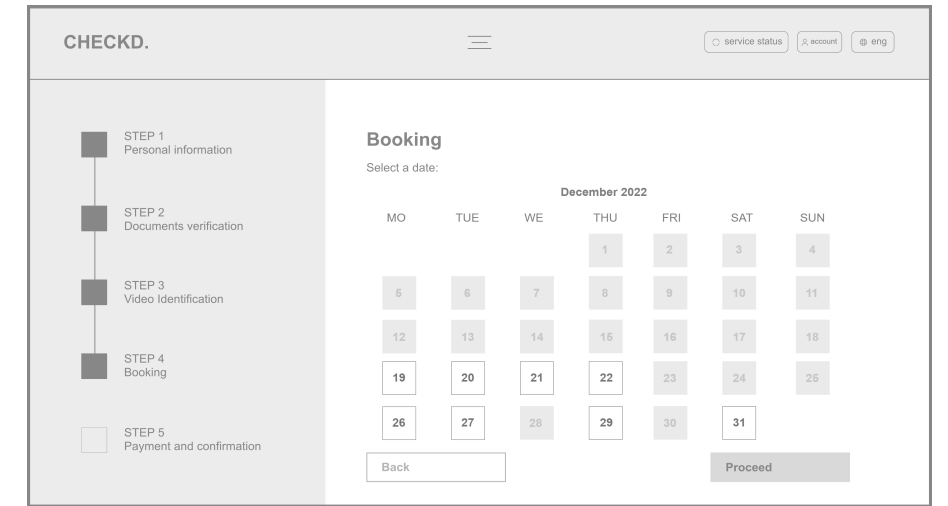 CHECKD.
service status
account
eng
STEP 1
Personal information
STEP 2
Documents verification
STEP 3
Video Identification
STEP 4
Booking
STEP 5
Payment and confirmation
Booking
Select a date:
December 2022
MO TUE WE THU FRI SAT SUN
1 2 3 4
5 6 7 8 9 10 11
12 13 14 15 16 17 18
19 20 21 22 23 24 25
26 27 28 29 30 31
Back
Proceed